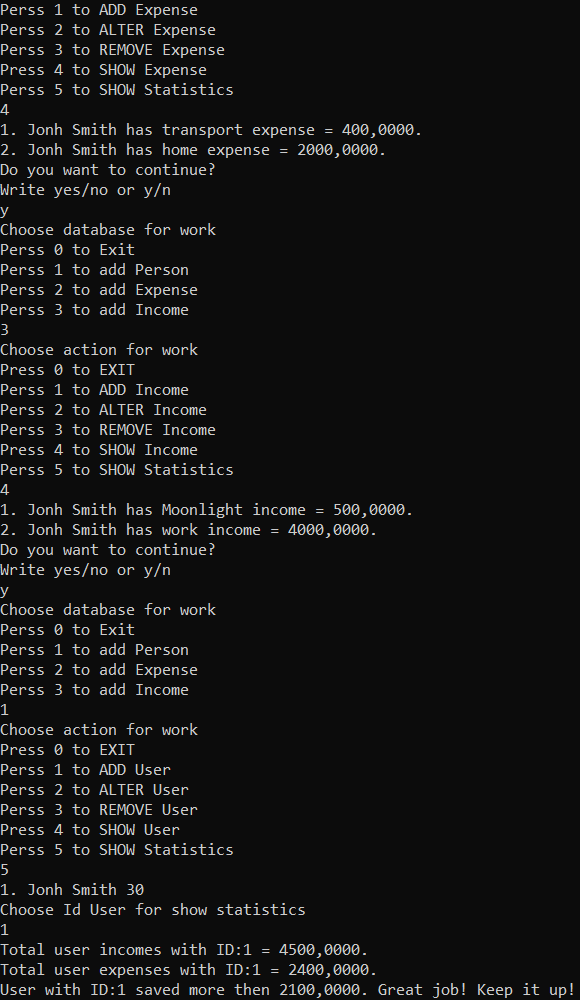 Perss 1 to ADD Expense
Perss 2 to ALTER Expense
Perss 3 to REMOVE Expense
Press 4 to SHOW Expense
Perss 5 to SHOW Statistics
4
1. Jonh Smith has transport expense = 400,0000.
2. Jonh Smith has home expense = 2000,0000.
Do you want to continue?
Write yes/no or y/n
y
Choose database for work
Perss 0 to Exit
Perss 1 to add Person
Perss 2 to add Expense
Perss 3 to add Income
3
Choose action for work
Press 0 to EXIT
Perss 1 to ADD Income
Perss 2 to ALTER Income
Perss 3 to REMOVE Income
Press 4 to SHOW Income
Perss 5 to SHOW Statistics
4
1. Jonh Smith has Moonlight income = 500,0000.
2. Jonh Smith has work income = 4000,0000.
Do you want to continue?
Write yes/no or y/n
y
Choose database for work
Perss 0 to Exit
Perss 1 to add Person
Perss 2 to add Expense
Perss 3 to add Income
1
Choose action for work
Press 0 to EXIT
Perss 1 to ADD User
Perss 2 to ALTER User
Perss 3 to REMOVE User
Press 4 to SHOW User
Perss 5 to SHOW Statistics
5
1. Jonh Smith 30
Choose Id User for show statistics
1
Total user incomes with ID:1 = 4500,0000.
Total user expenses with ID:1 = 2400,0000.
User with ID:1 saved more then 2100,0000. Great job! Keep it up!